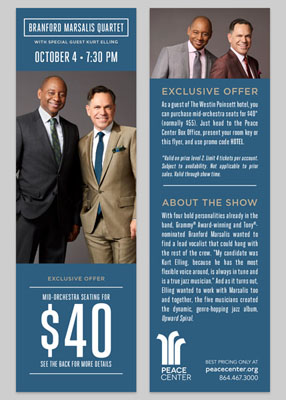 BRANFORD MARSALIS QUARTET
WITH SPECIAL GUEST KURT ELLING
OCTOBER 4 • 7:30 PM
EXCLUSIVE OFFER
MID-ORCHESTRA SEATING FOR
$40
SEE THE BACK FOR MORE DETAILS
EXCLUSIVE OFFER
As a guest of The Westin Poinsett hotel, you
can purchase mid-orchestra seats for $40*
(normally $55). Just head to the Peace
Center Box Office, present your room key or
this flyer, and use promo code HOTEL.
*Valid on price level 2. Limit 4 tickets per account.
Subject to availability. Not applicable to prior
sales. Valid through show time.
ABOUT THE SHOW
With four bold personalities already in the
band, Grammy® Award-winning and Tony®-
nominated Branford Marsalis wanted to
find a lead vocalist that could hang with
the rest of the crew. "My candidate was
Kurt Elling, because he has the most
flexible voice around, is always in tune and
is a true jazz musician." And as it turns out,
Elling wanted to work with Marsalis too
and together, the five musicians created
the dynamic, genre-hopping jazz album,
Upward Spiral.
PEACE
CENTER
BEST PRICING ONLY AT
peacecenter.org
864.467.3000